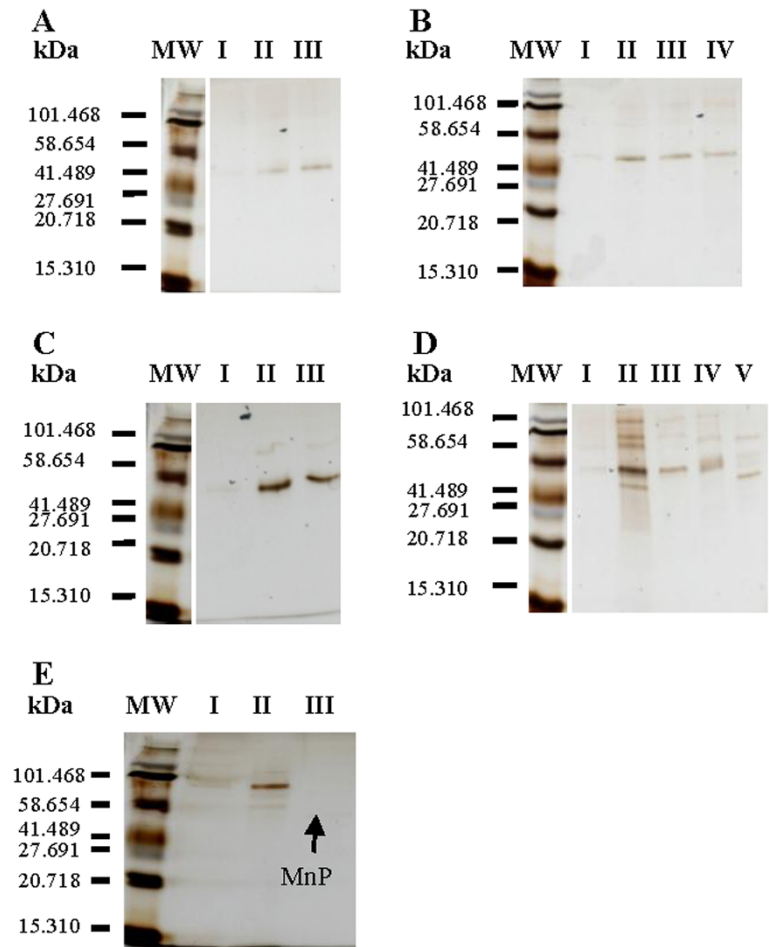 A
kDa MW I II III
101.468
58.654
41.489
27.691
20.718
15.310
B
kDa MW I II III IV
101.468
58.654
41.489
27.691
20.718
15.310
C
kDa MW I II III
101.468
58.654
41.489
27.691
20.718
15.310
D
kDa MW I II III IV V
101.468
58.654
41.489
27.691
20.718
15.310
E
kDa MW I II III
101.468
58.654
41.489
27.691
20.718
15.310
MnP